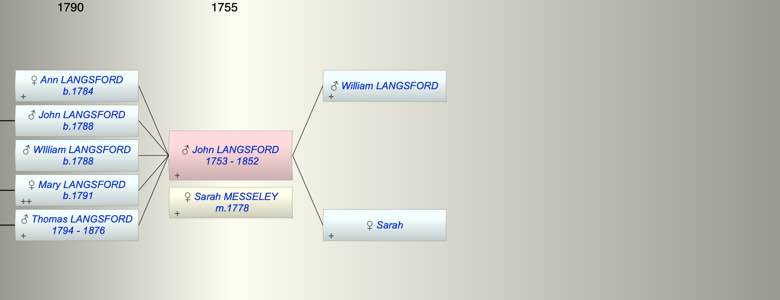 1790
1755
♀ Ann LANGSFORD
b.1784
+
♂ John LANGSFORD
b.1788
♂ WIlliam LANGSFORD
b.1788
♀ Mary LANGSFORD
b.1791
++
♂ Thomas LANGSFORD
1794 - 1876
+
♂ John LANGSFORD
1753 - 1852
+
♀ Sarah MESSELEY
m.1778
+
♂ William LANGSFORD
+
♀ Sarah
+